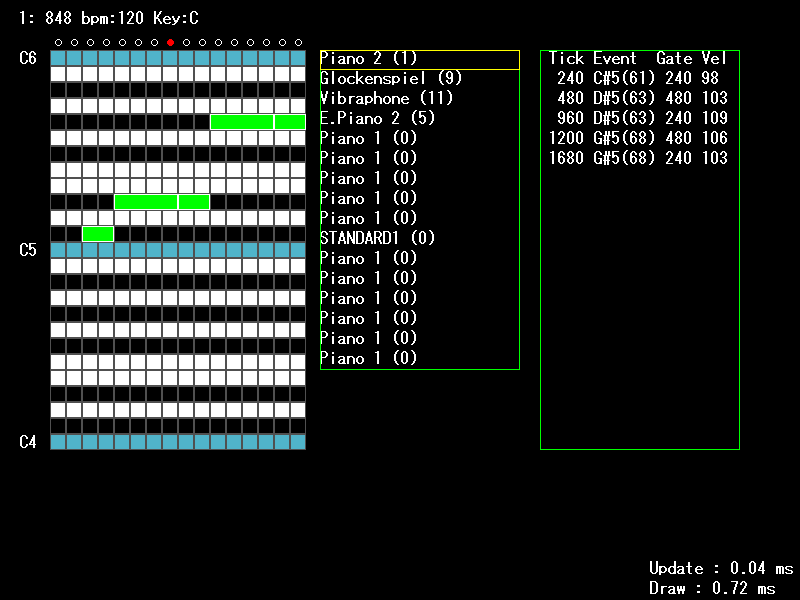 1: 848 bpm:120 Key:C
C6
C5
C4
Piano 2 (1)
Glockenspiel (9)
Vibraphone (11)
E.Piano 2 (5)
Piano 1 (0)
Piano 1 (0)
Piano 1 (0)
Piano 1 (0)
Piano 1 (0)
STANDARD1 (0)
Piano 1 (0)
Piano 1 (0)
Piano 1 (0)
Piano 1 (0)
Piano 1 (0)
Piano 1 (0)
Tick Event Gate Vel
240 C#5(61) 240 98
480 D#5(63) 480 103
960 D#5(63) 240 109
1200 G#5(68) 480 106
1680 G#5(68) 240 103
Update : 0.04 ms
Draw : 0.72 ms